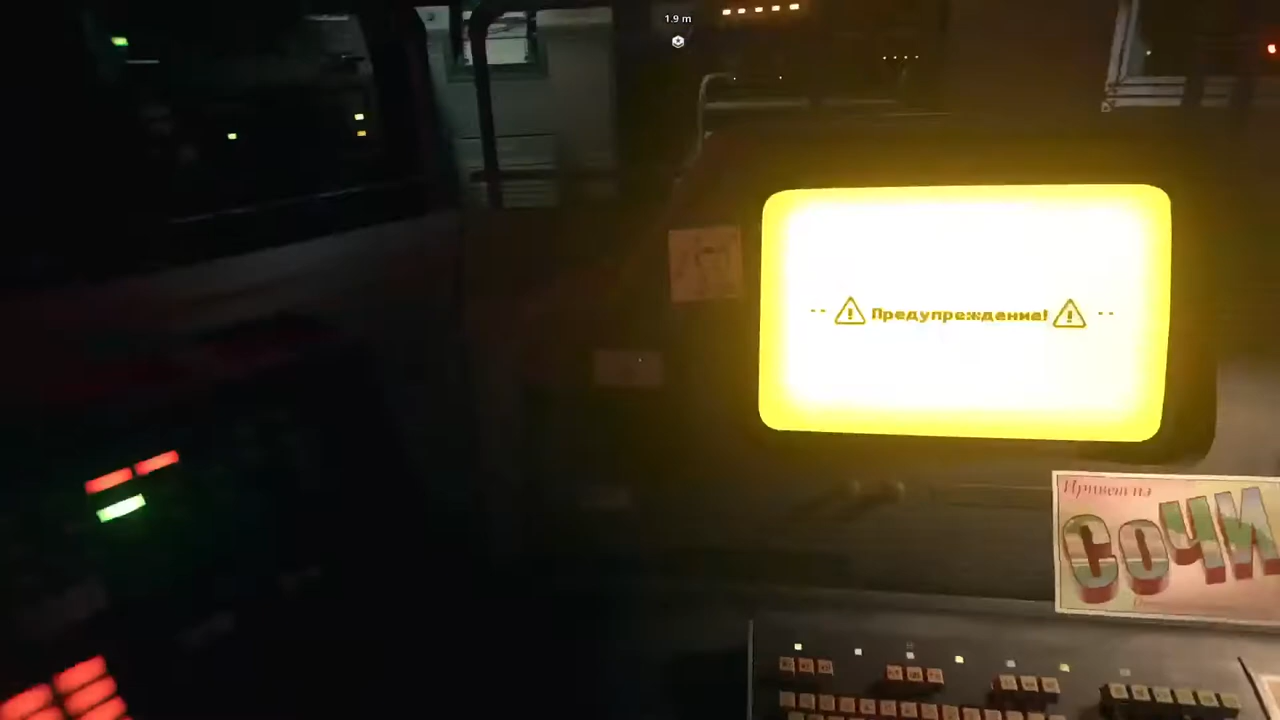 1.9 m
-- ⚠ Предупреждение! ⚠ --
Привет из
СОЧИ